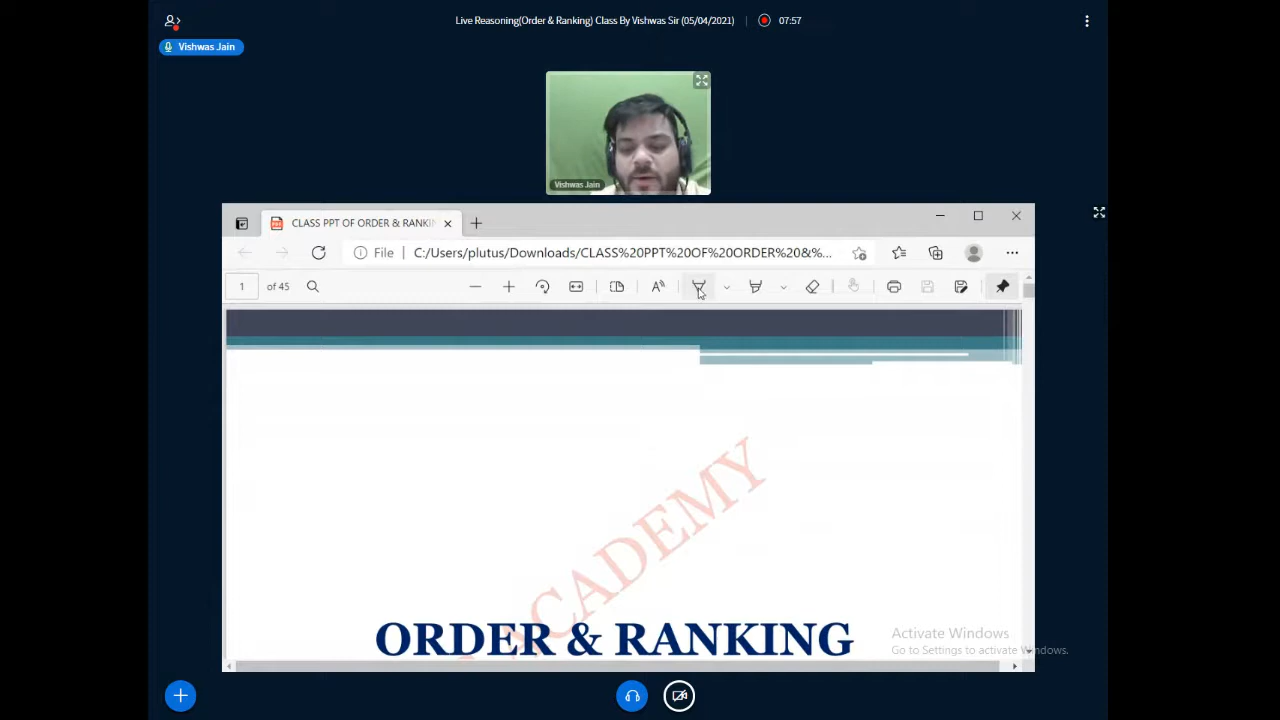 Live Reasoning(Order & Ranking) Class By Vishwas Sir (05/04/2021)
07:57
Vishwas Jain
Vishwas Jain
CLASS PPT OF ORDER & RANKIN
File
C:/Users/plutus/Downloads/CLASS%20PPT%20OF%20ORDER%20&%...
1 of 45
ACADEMY
ORDER & RANKING
Activate Windows
Go to Settings to activate Windows.